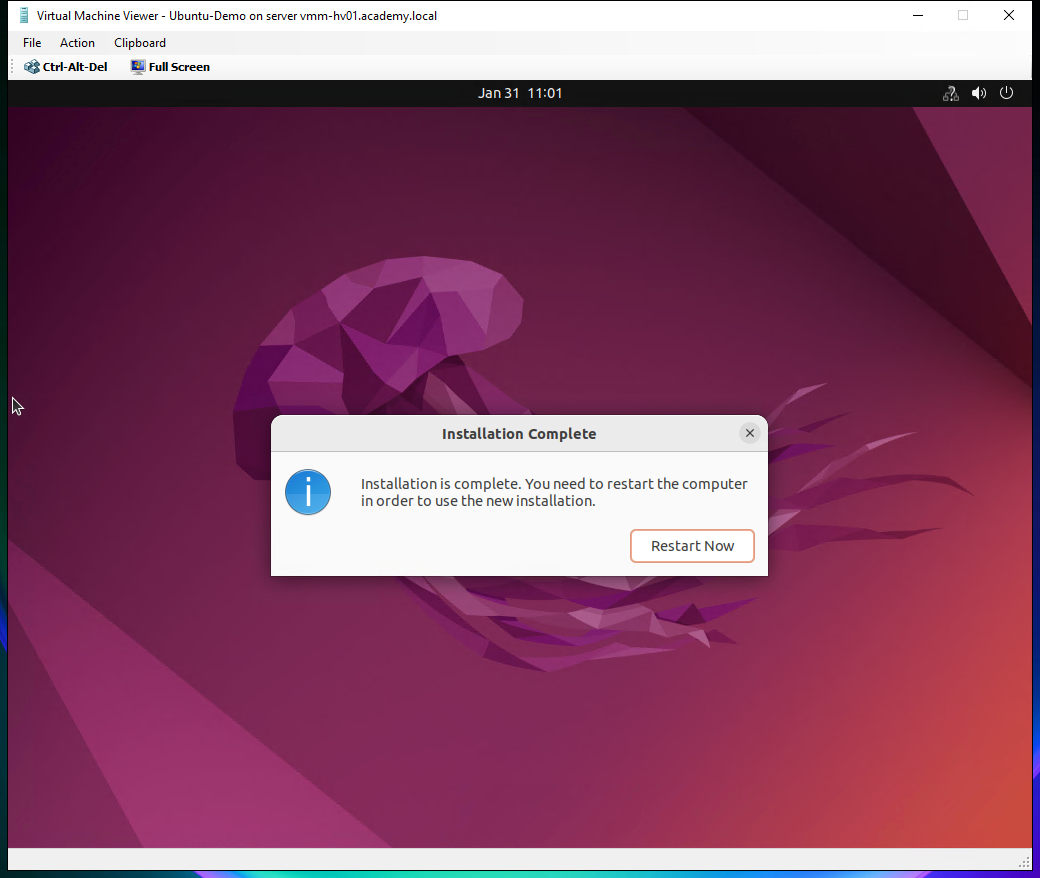 Virtual Machine Viewer - Ubuntu-Demo on server vmm-hv01.academy.local
File Action Clipboard
Ctrl-Alt-Del Full Screen
Jan 31 11:01
Installation Complete
Installation is complete. You need to restart the computer
in order to use the new installation.
Restart Now